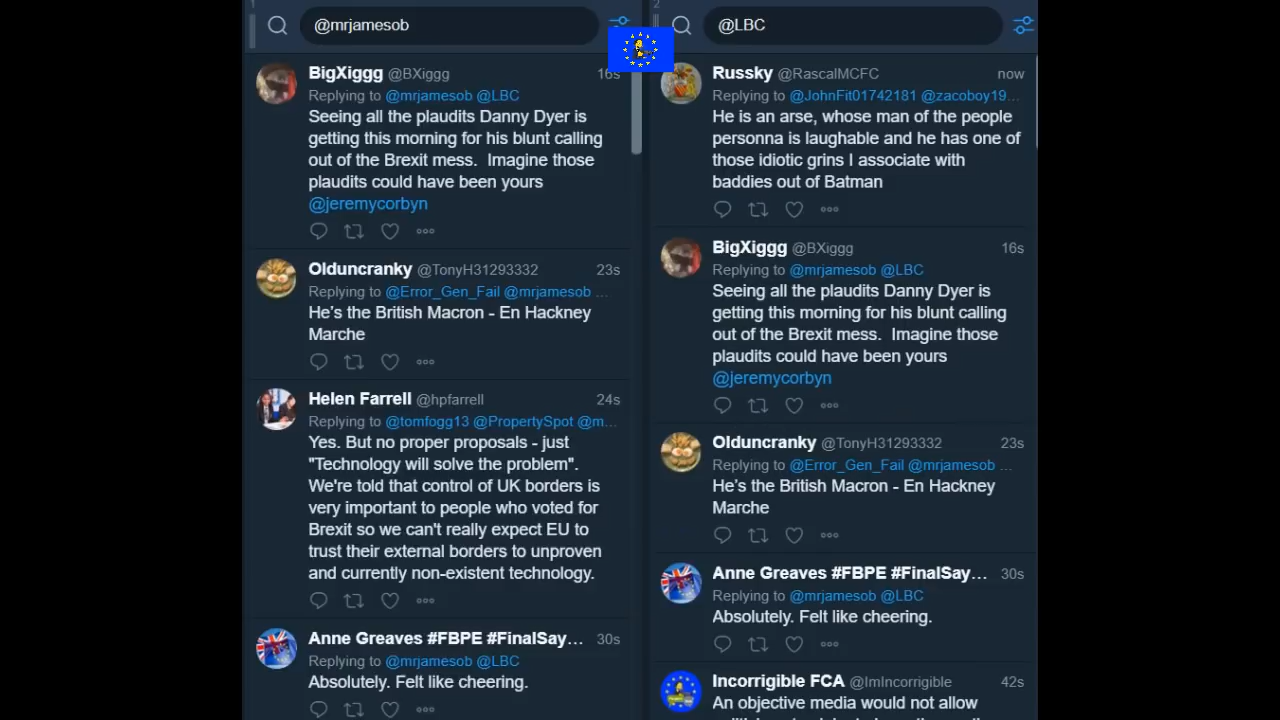 1
@mrjamesob
BigXiggg @BXiggg 16s
Replying to @mrjamesob @LBC
Seeing all the plaudits Danny Dyer is
getting this morning for his blunt calling
out of the Brexit mess.  Imagine those
plaudits could have been yours
@jeremycorbyn
Olduncranky @TonyH31293332 23s
Replying to @Error_Gen_Fail @mrjamesob ...
He's the British Macron - En Hackney
Marche
Helen Farrell @hpfarrell 24s
Replying to @tomfogg13 @PropertySpot @m...
Yes. But no proper proposals - just
"Technology will solve the problem".
We're told that control of UK borders is
very important to people who voted for
Brexit so we can't really expect EU to
trust their external borders to unproven
and currently non-existent technology.
Anne Greaves #FBPE #FinalSay... 30s
Replying to @mrjamesob @LBC
Absolutely. Felt like cheering.
2
@LBC
Russky @RascalMCFC now
Replying to @JohnFit01742181 @zacoboy19...
He is an arse, whose man of the people
personna is laughable and he has one of
those idiotic grins I associate with
baddies out of Batman
BigXiggg @BXiggg 16s
Replying to @mrjamesob @LBC
Seeing all the plaudits Danny Dyer is
getting this morning for his blunt calling
out of the Brexit mess.  Imagine those
plaudits could have been yours
@jeremycorbyn
Olduncranky @TonyH31293332 23s
Replying to @Error_Gen_Fail @mrjamesob ...
He's the British Macron - En Hackney
Marche
Anne Greaves #FBPE #FinalSay... 30s
Replying to @mrjamesob @LBC
Absolutely. Felt like cheering.
Incorrigible FCA @ImIncorrigible 42s
An objective media would not allow